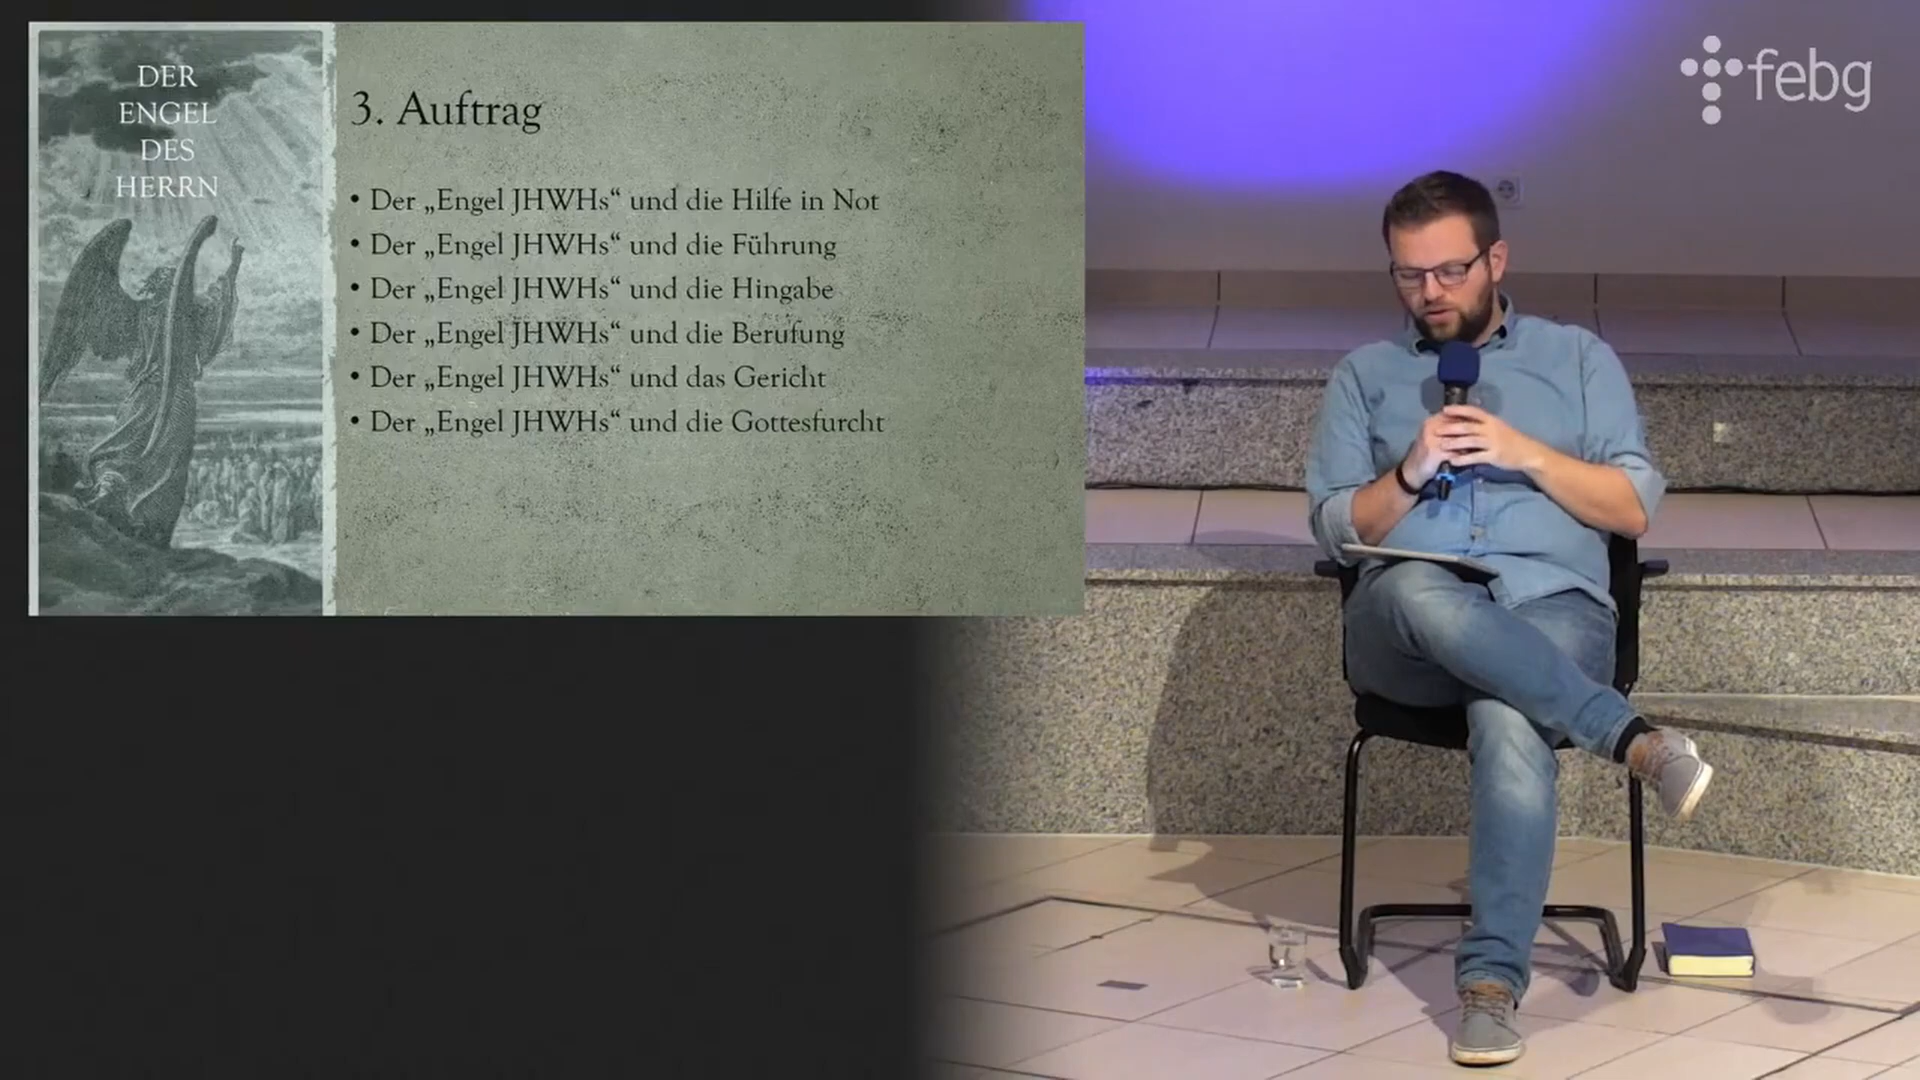 DER
ENGEL
DES
HERRN
3. Auftrag
• Der „Engel JHWHs“ und die Hilfe in Not
• Der „Engel JHWHs“ und die Führung
• Der „Engel JHWHs“ und die Hingabe
• Der „Engel JHWHs“ und die Berufung
• Der „Engel JHWHs“ und das Gericht
• Der „Engel JHWHs“ und die Gottesfurcht
febg